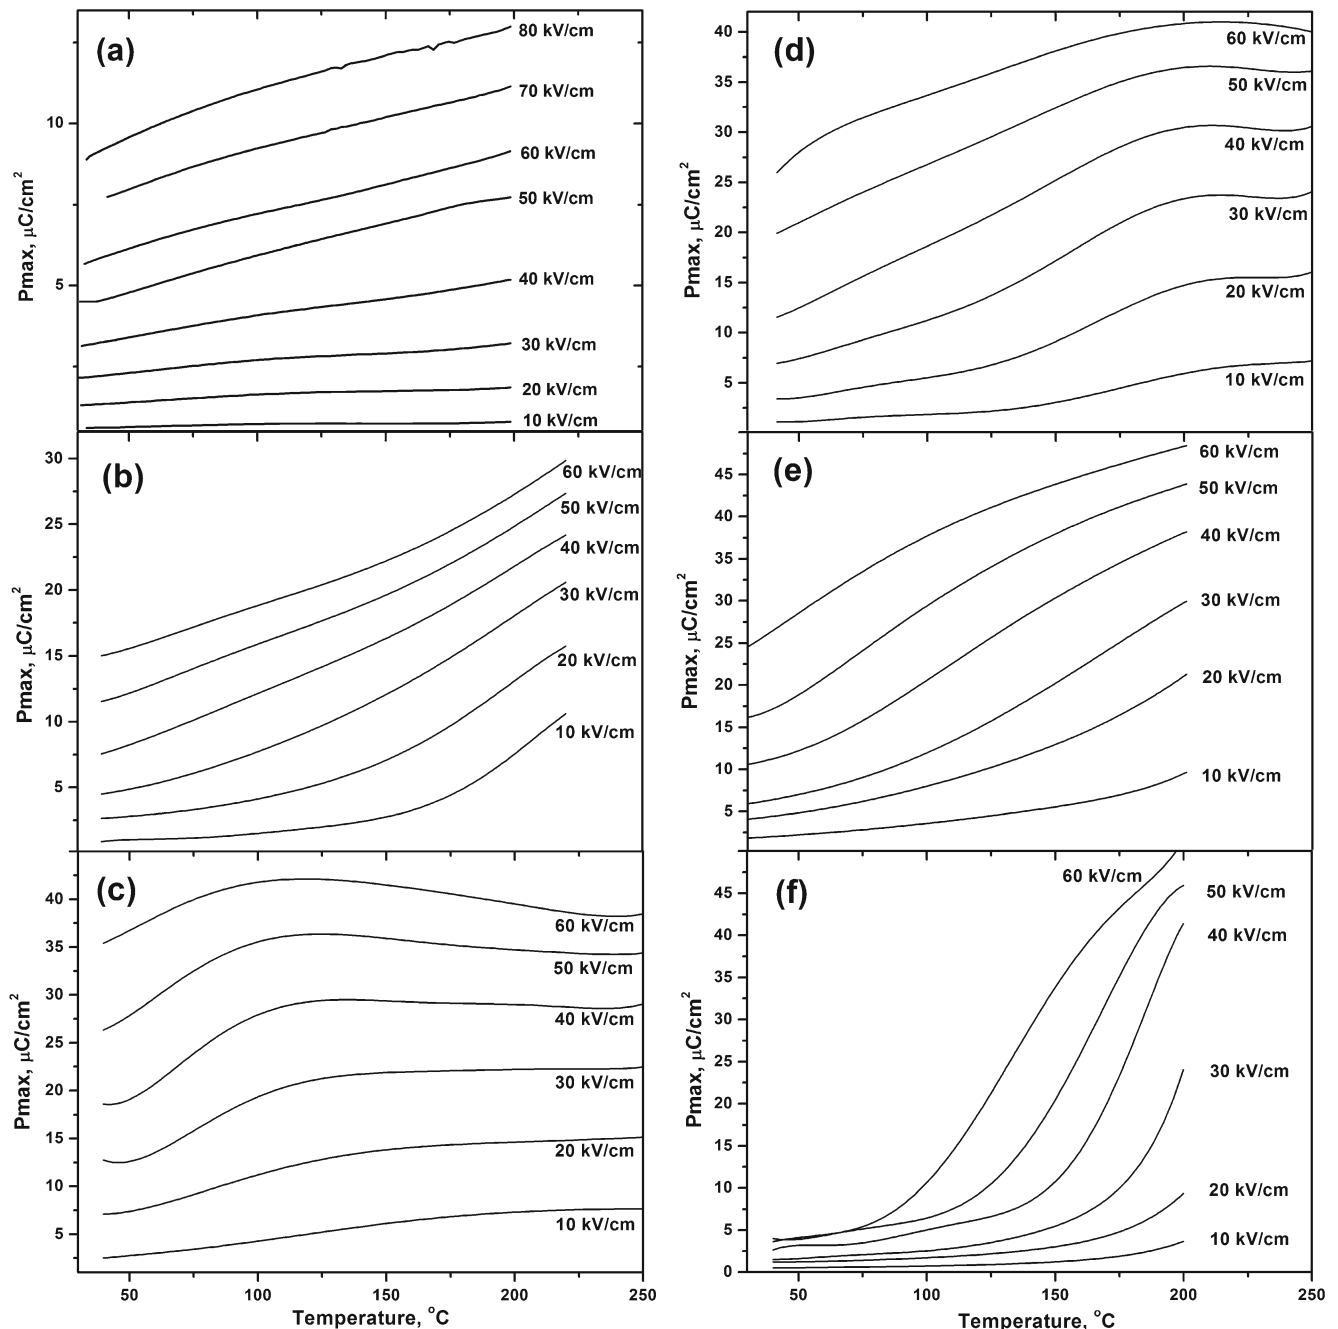 (a)
80 kV/cm
70 kV/cm
60 kV/cm
50 kV/cm
40 kV/cm
30 kV/cm
20 kV/cm
10 kV/cm
10
5
Pmax, μC/cm²
(b)
60 kV/cm
50 kV/cm
40 kV/cm
30 kV/cm
20 kV/cm
10 kV/cm
30
25
20
15
10
5
Pmax, μC/cm²
(c)
60 kV/cm
50 kV/cm
40 kV/cm
30 kV/cm
20 kV/cm
10 kV/cm
40
35
30
25
20
15
10
5
Pmax, μC/cm²
50 100 150 200 250
Temperature, °C
(d)
60 kV/cm
50 kV/cm
40 kV/cm
30 kV/cm
20 kV/cm
10 kV/cm
40
35
30
25
20
15
10
5
Pmax, μC/cm²
(e)
60 kV/cm
50 kV/cm
40 kV/cm
30 kV/cm
20 kV/cm
10 kV/cm
45
40
35
30
25
20
15
10
5
Pmax, μC/cm²
(f)
60 kV/cm
50 kV/cm
40 kV/cm
30 kV/cm
20 kV/cm
10 kV/cm
45
40
35
30
25
20
15
10
5
0
Pmax, μC/cm²
50 100 150 200 250
Temperature, °C